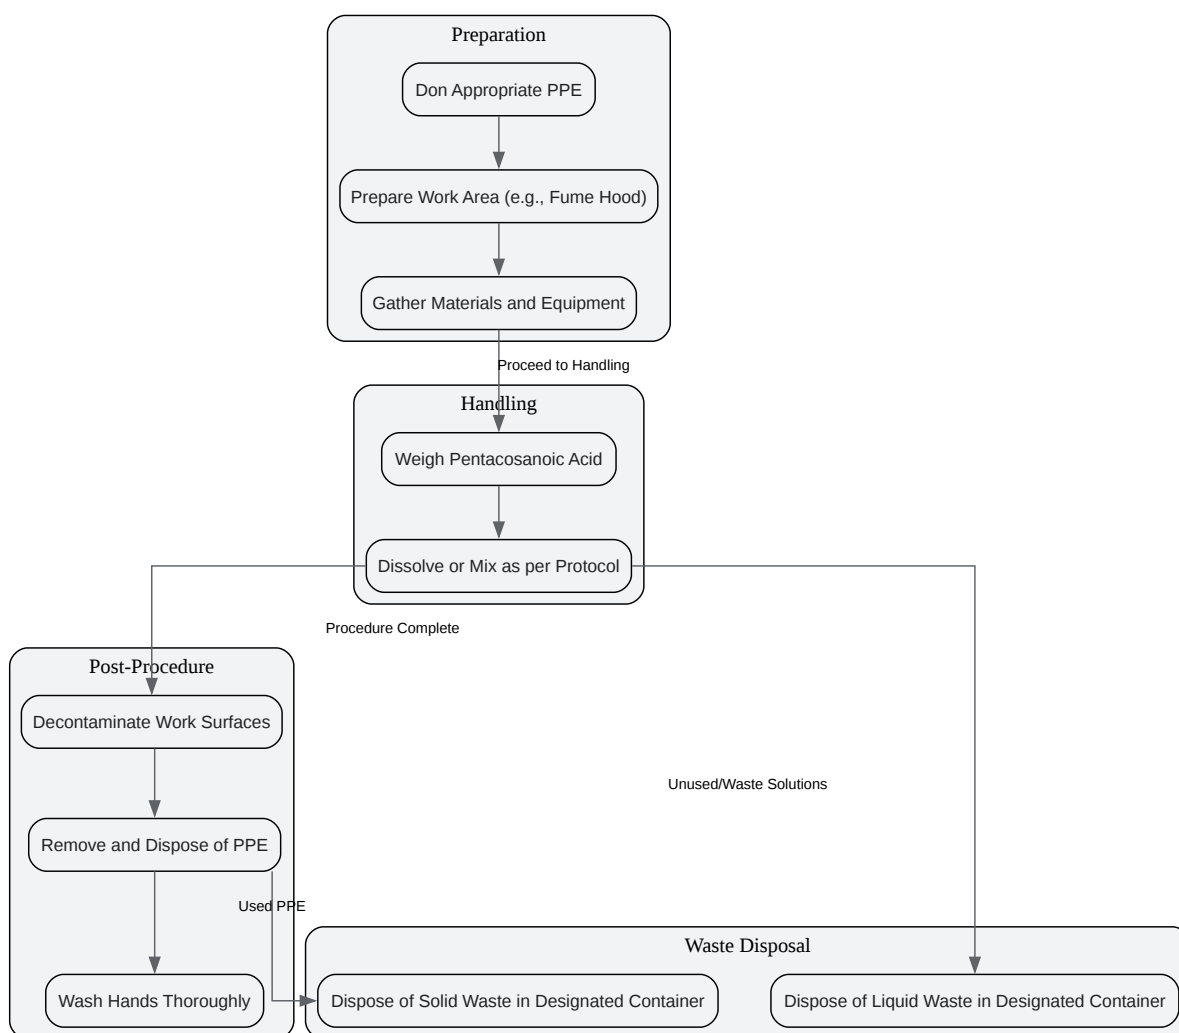 Preparation
Don Appropriate PPE
Prepare Work Area (e.g., Fume Hood)
Gather Materials and Equipment
Proceed to Handling
Handling
Weigh Pentacosanoic Acid
Dissolve or Mix as per Protocol
Procedure Complete
Post-Procedure
Decontaminate Work Surfaces
Unused/Waste Solutions
Remove and Dispose of PPE
Used PPE
Waste Disposal
Wash Hands Thoroughly
Dispose of Solid Waste in Designated Container
Dispose of Liquid Waste in Designated Container